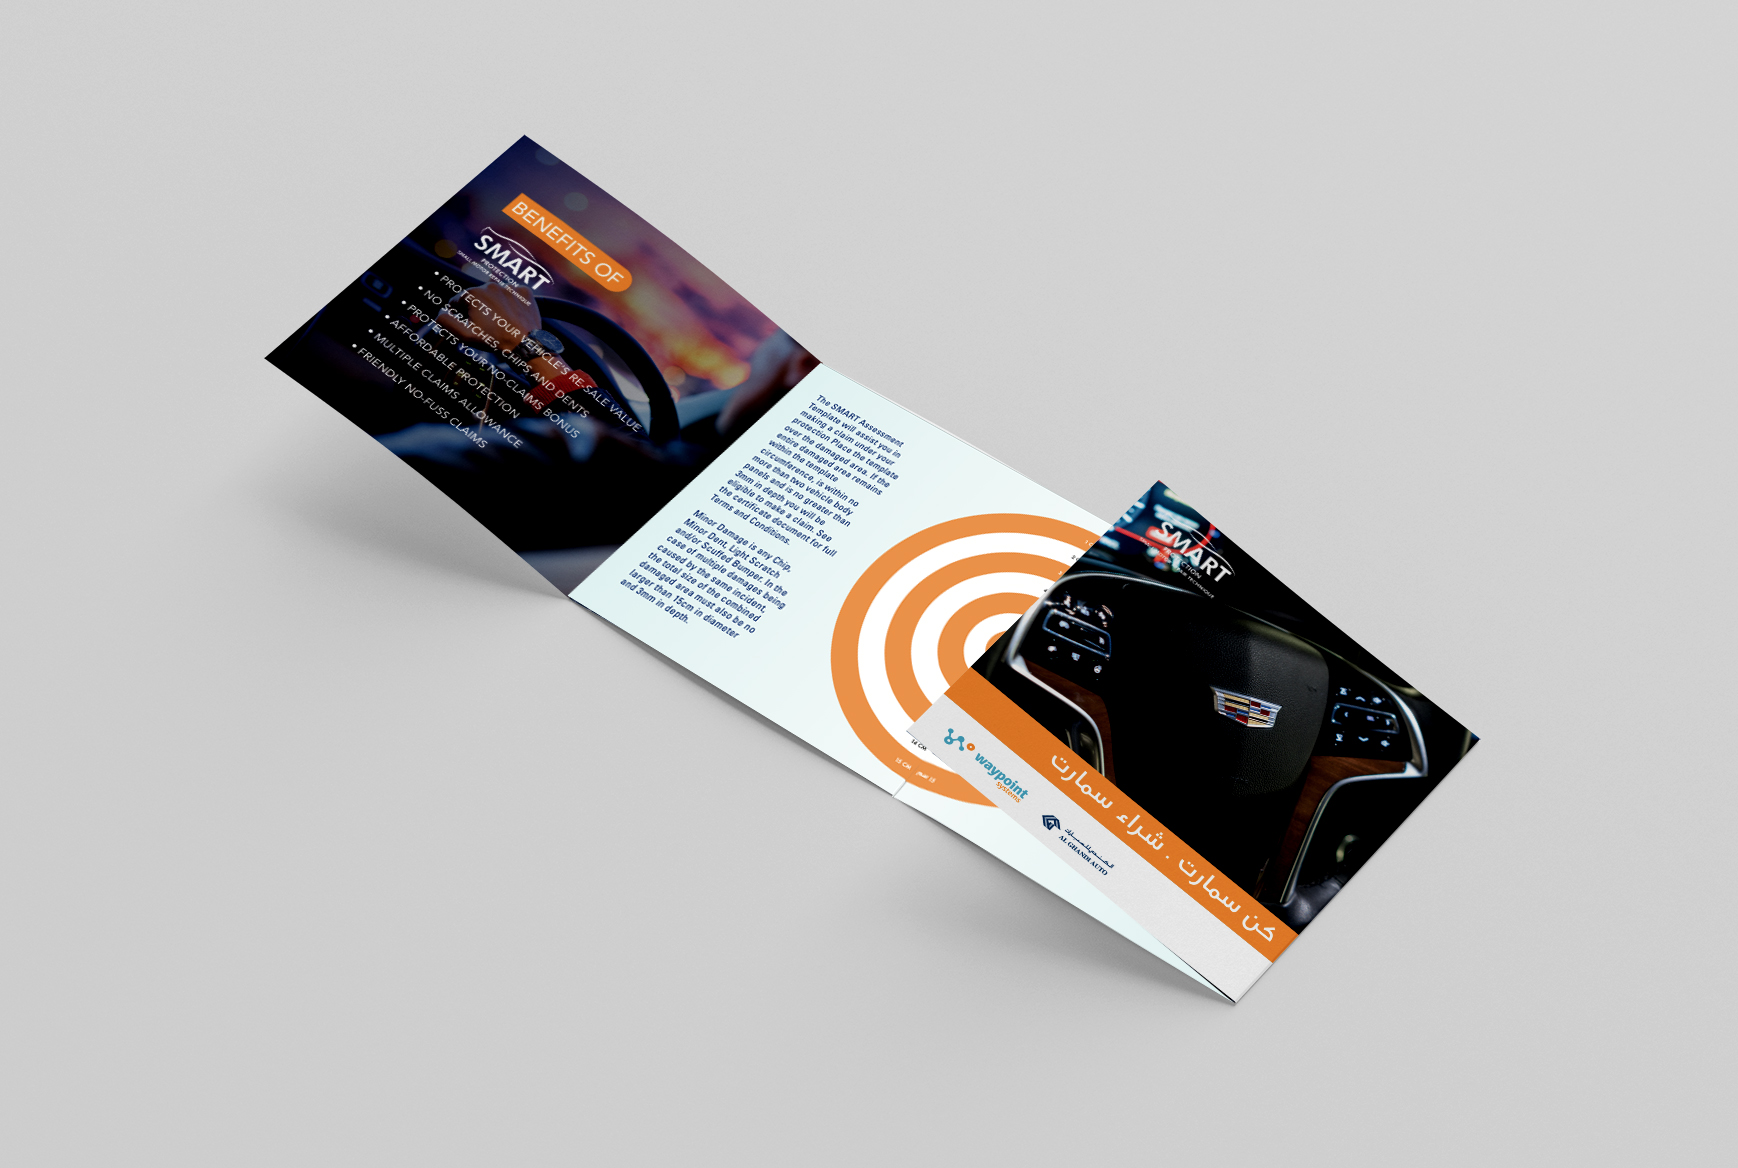 BENEFITS OF
SMART
PROTECTION
SMALL MOTOR REPAIR TECHNIQUE
• PROTECTS YOUR VEHICLE'S RE-SALE VALUE
• NO SCRATCHES, CHIPS AND DENTS
• PROTECTS YOUR NO-CLAIMS BONUS
• AFFORDABLE PROTECTION
• MULTIPLE CLAIMS ALLOWANCE
• FRIENDLY NO-FUSS CLAIMS
The SMART Assessment
Template will assist you in
making a claim under your
protection Place the template
over the damaged area. If the
entire damaged area remains
within the template
circumference, is within no
more than two vehicle body
panels and is no greater than
3mm in depth you will be
eligible to make a claim. See
the certificate document for full
Terms and Conditions.
Minor Damage is any Chip,
Minor Dent, Light Scratch
and/or Scuffed Bumper. In the
case of multiple damages being
caused by the same incident,
the total size of the combined
damaged area must also be no
larger than 15cm in diameter
and 3mm in depth.
14 CM
15 CM 15 سم
SMART
PROTECTION
REPAIR TECHNIQUE
كن سمارت . شراء سمارت
waypoint
systems
AL GHANDI AUTO